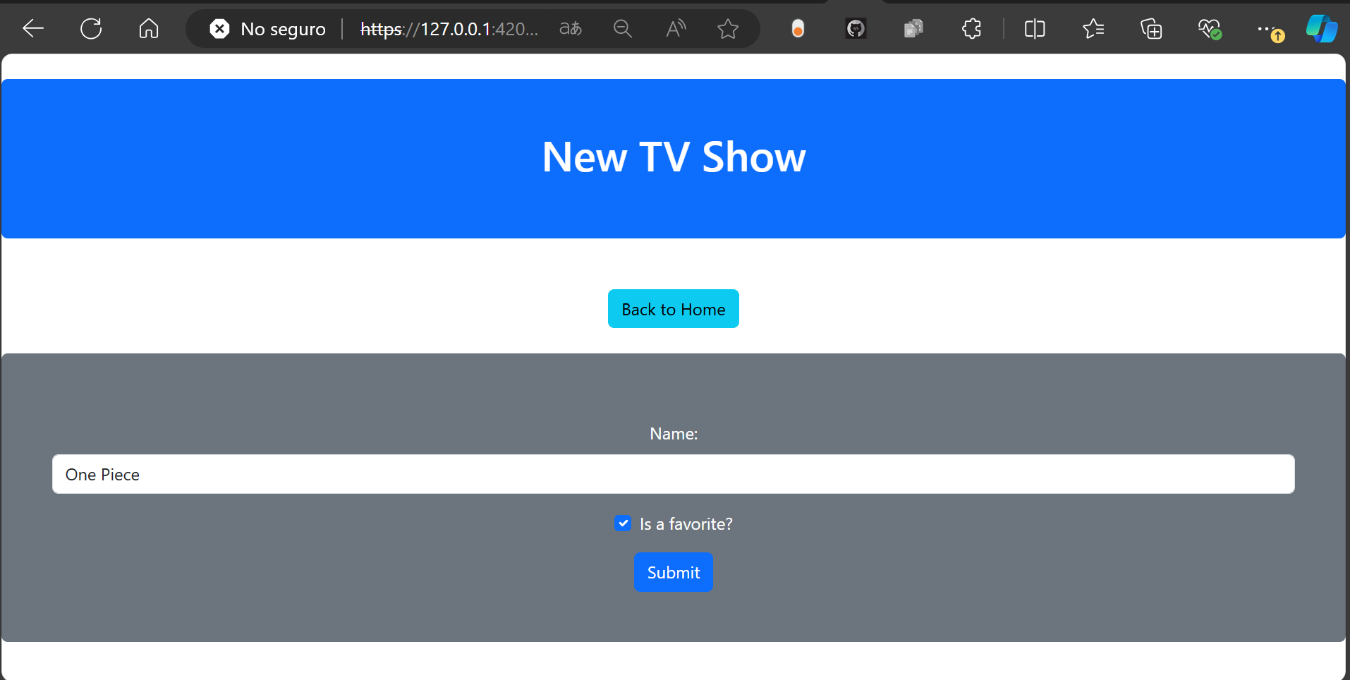 No seguro https://127.0.0.1:420...
New TV Show
Back to Home
Name:
One Piece
Is a favorite?
Submit